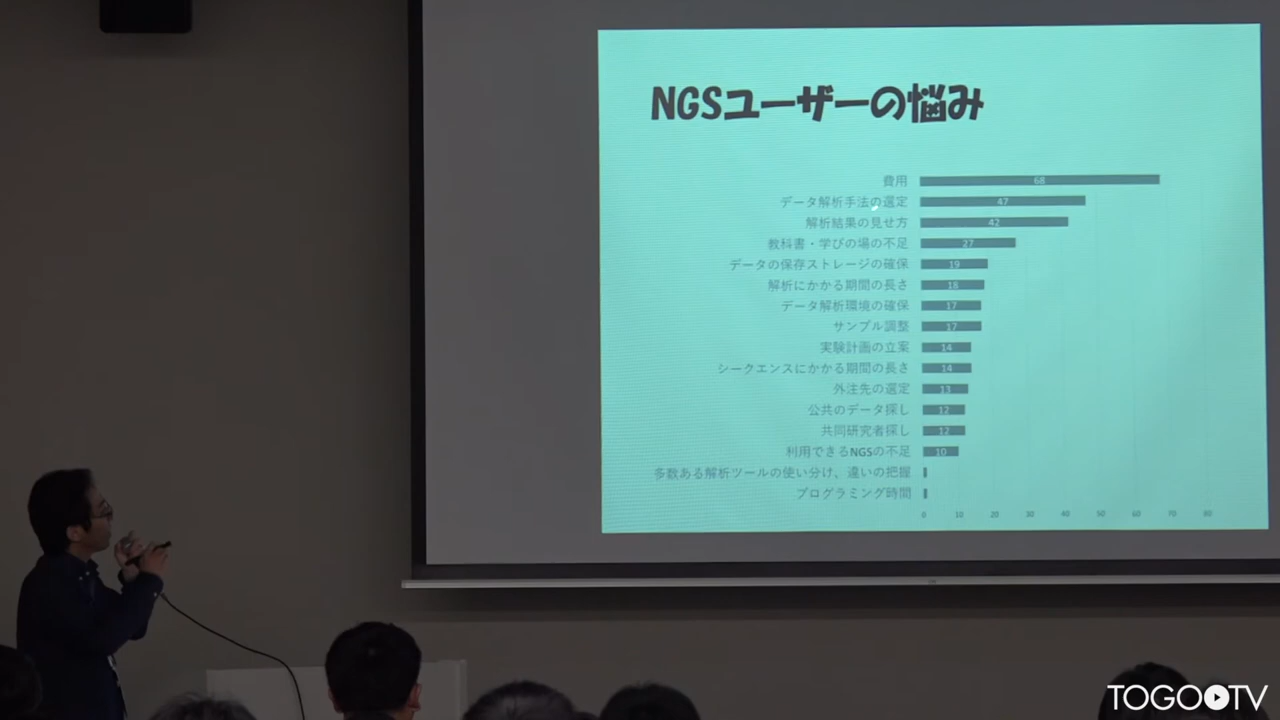 NGSユーザーの悩み
費用 68
データ解析手法の選定 47
解析結果の見せ方 42
教科書・学びの場の不足 27
データの保存ストレージの確保 19
解析にかかる期間の長さ 18
データ解析環境の確保 17
サンプル調整 17
実験計画の立案 14
シークエンスにかかる期間の長さ 14
外注先の選定 13
公共のデータ探し 12
共同研究者探し 12
利用できるNGSの不足 10
多数ある解析ツールの使い分け、違いの把握
プログラミング時間
0 10 20 30 40 50 60 70 80
TOGOTV